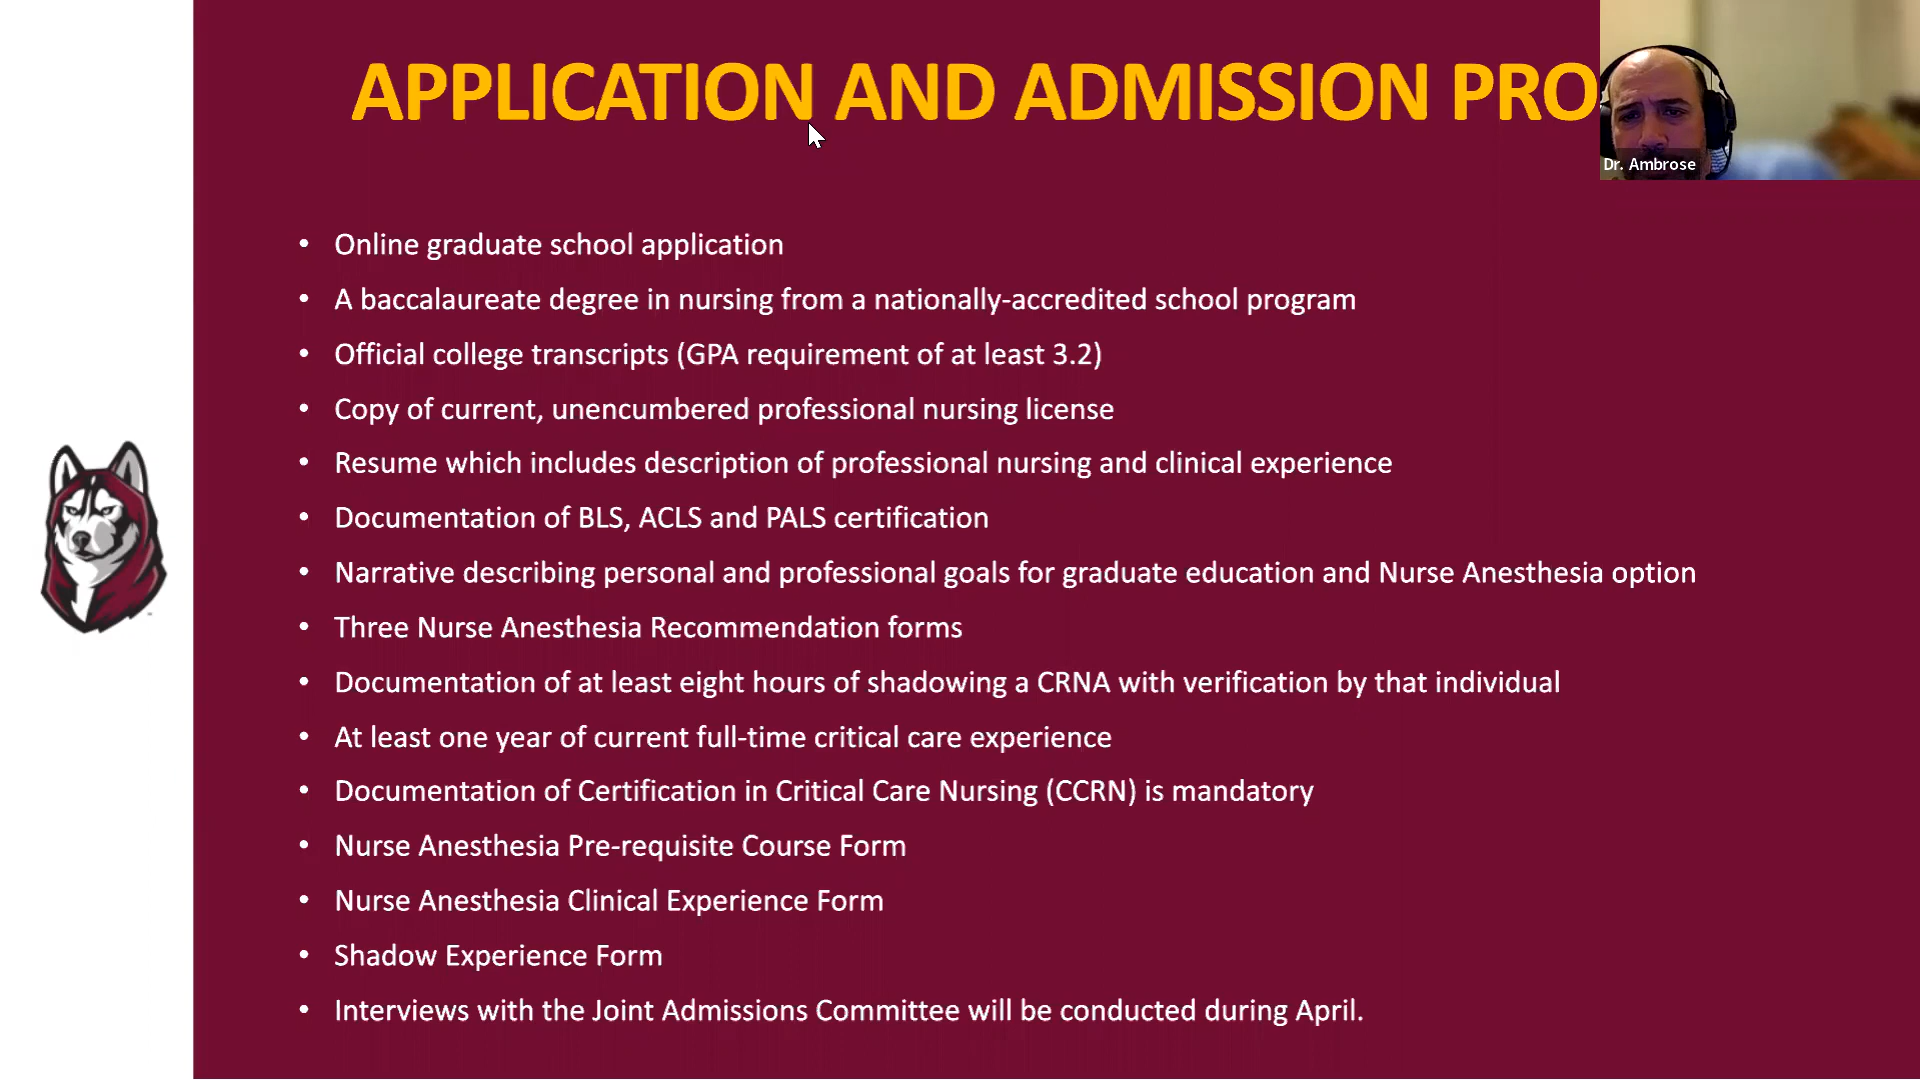 APPLICATION AND ADMISSION PRO
Dr. Ambrose
• Online graduate school application
• A baccalaureate degree in nursing from a nationally-accredited school program
• Official college transcripts (GPA requirement of at least 3.2)
• Copy of current, unencumbered professional nursing license
• Resume which includes description of professional nursing and clinical experience
• Documentation of BLS, ACLS and PALS certification
• Narrative describing personal and professional goals for graduate education and Nurse Anesthesia option
• Three Nurse Anesthesia Recommendation forms
• Documentation of at least eight hours of shadowing a CRNA with verification by that individual
• At least one year of current full-time critical care experience
• Documentation of Certification in Critical Care Nursing (CCRN) is mandatory
• Nurse Anesthesia Pre-requisite Course Form
• Nurse Anesthesia Clinical Experience Form
• Shadow Experience Form
• Interviews with the Joint Admissions Committee will be conducted during April.